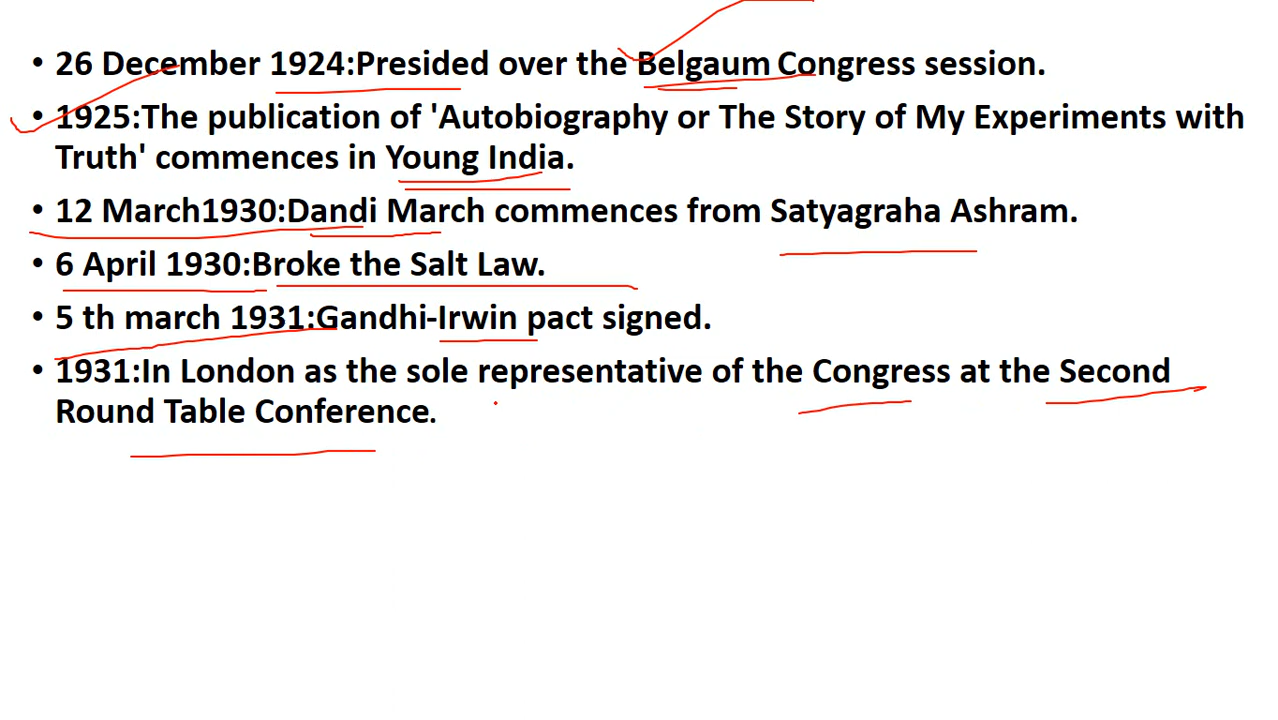 • 26 December 1924:Presided over the Belgaum Congress session.
• 1925:The publication of 'Autobiography or The Story of My Experiments with
Truth' commences in Young India.
• 12 March1930:Dandi March commences from Satyagraha Ashram.
• 6 April 1930:Broke the Salt Law.
• 5 th march 1931:Gandhi-Irwin pact signed.
• 1931:In London as the sole representative of the Congress at the Second
Round Table Conference.